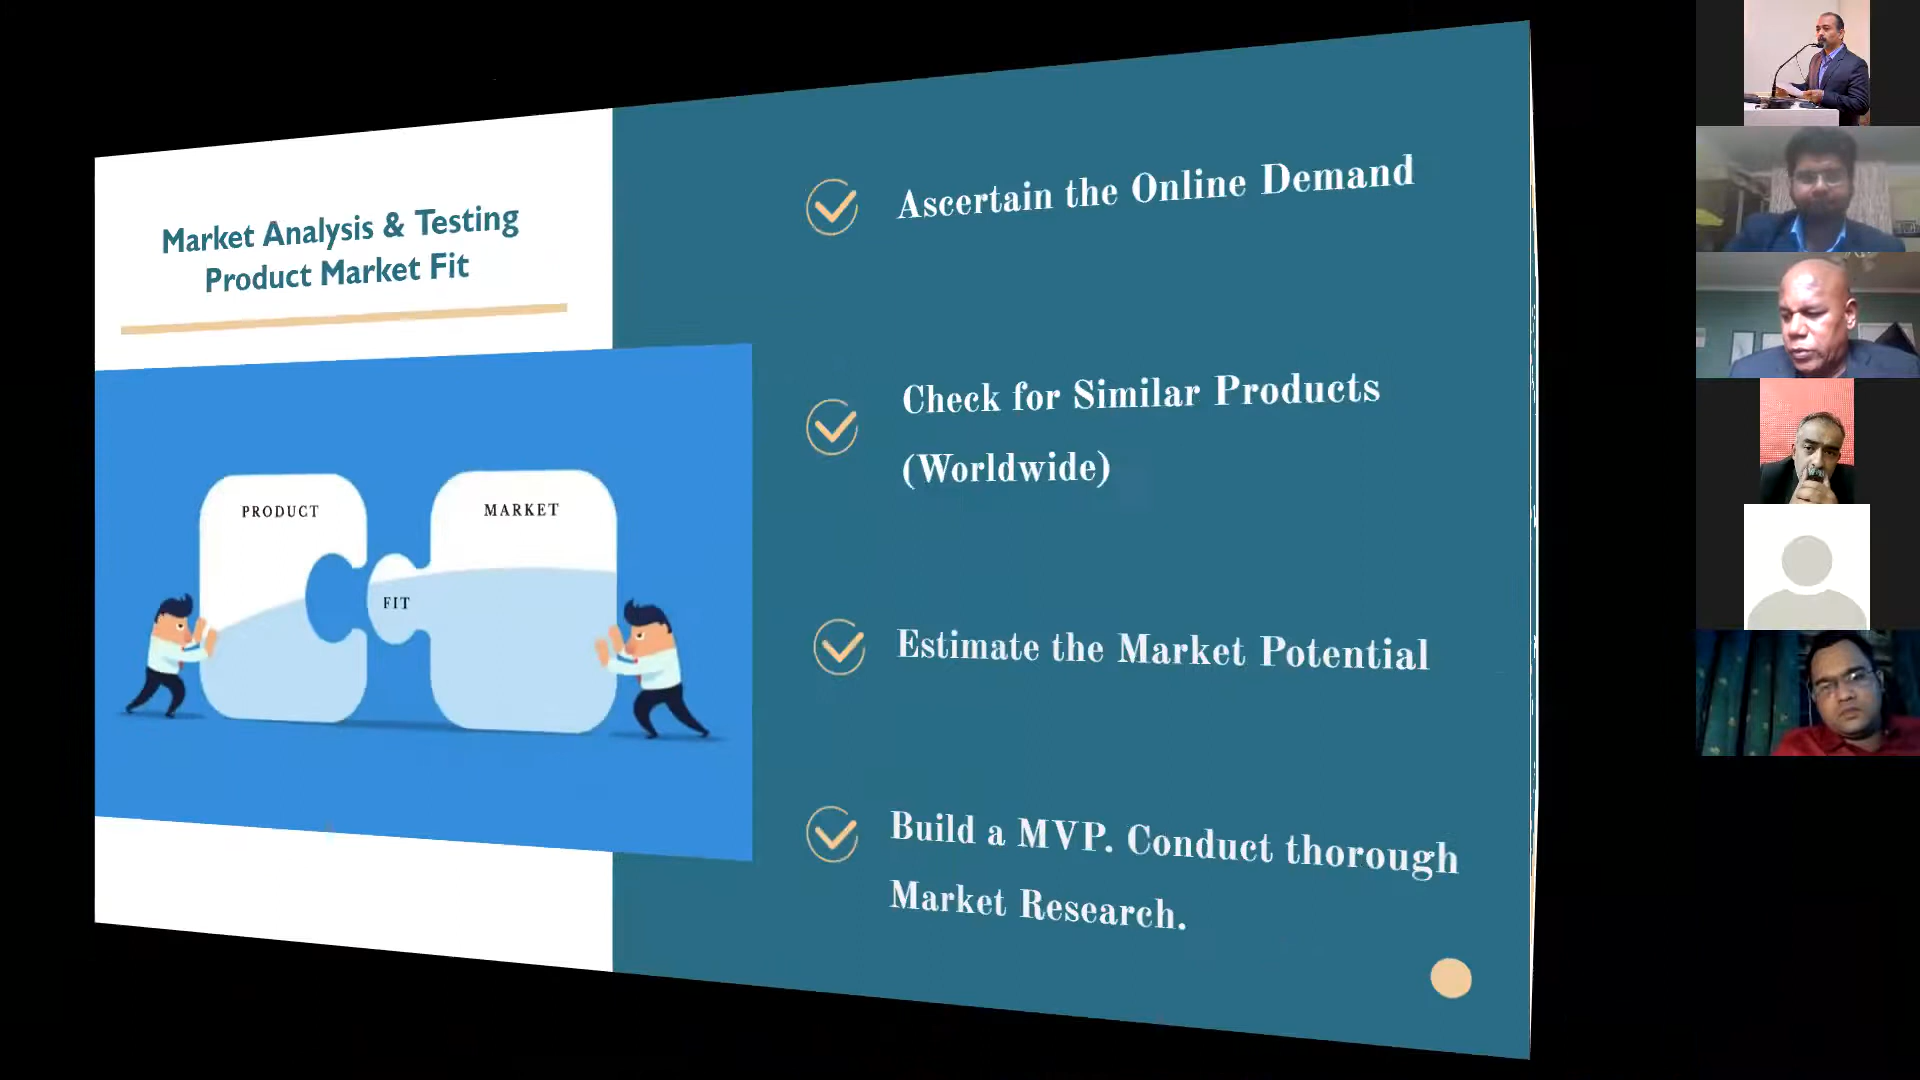 Market Analysis & Testing
Product Market Fit
PRODUCT
MARKET
FIT
Ascertain the Online Demand
Check for Similar Products
(Worldwide)
Estimate the Market Potential
Build a MVP. Conduct thorough
Market Research.